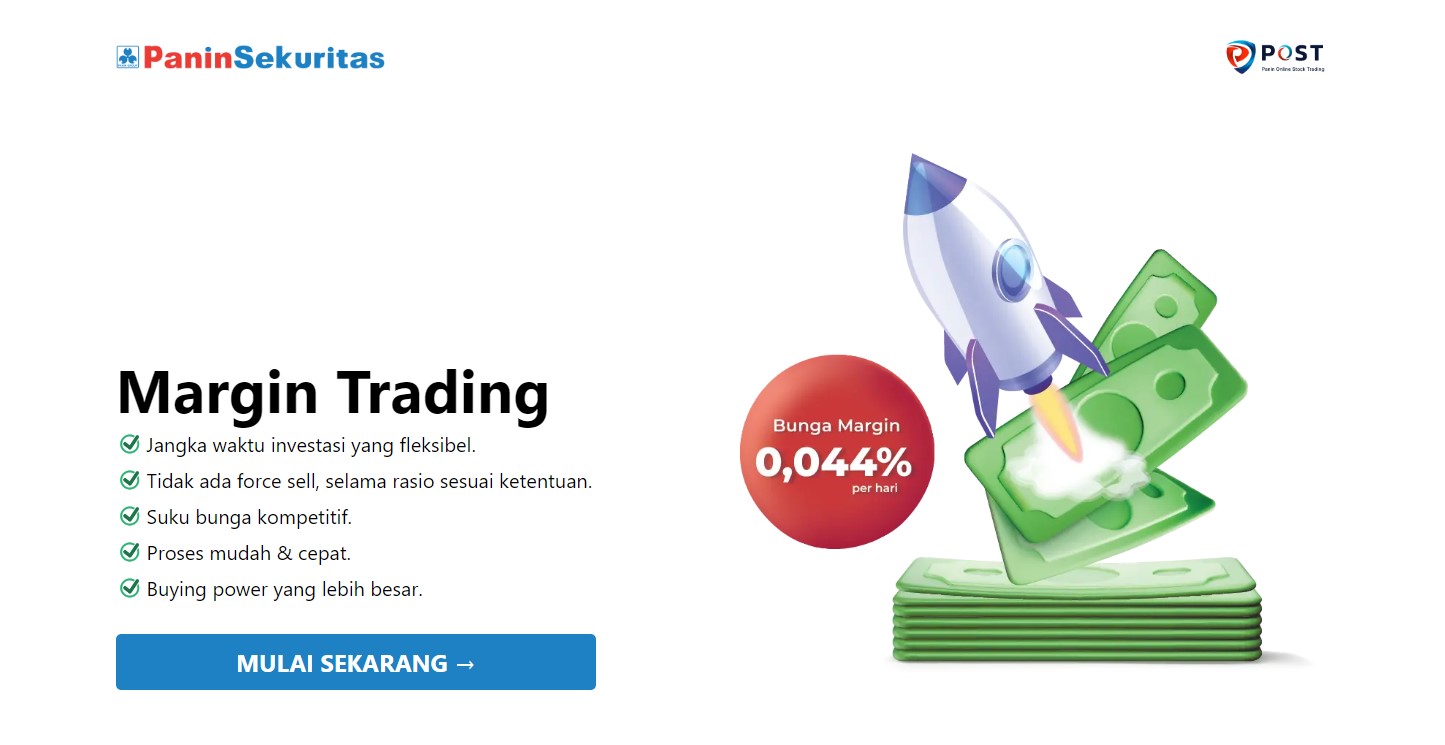 PaninSekuritas
POST
Panin Online Stock Trading
Margin Trading
Jangka waktu investasi yang fleksibel.
Tidak ada force sell, selama rasio sesuai ketentuan.
Suku bunga kompetitif.
Proses mudah & cepat.
Buying power yang lebih besar.
MULAI SEKARANG →
Bunga Margin
0,044%
per hari